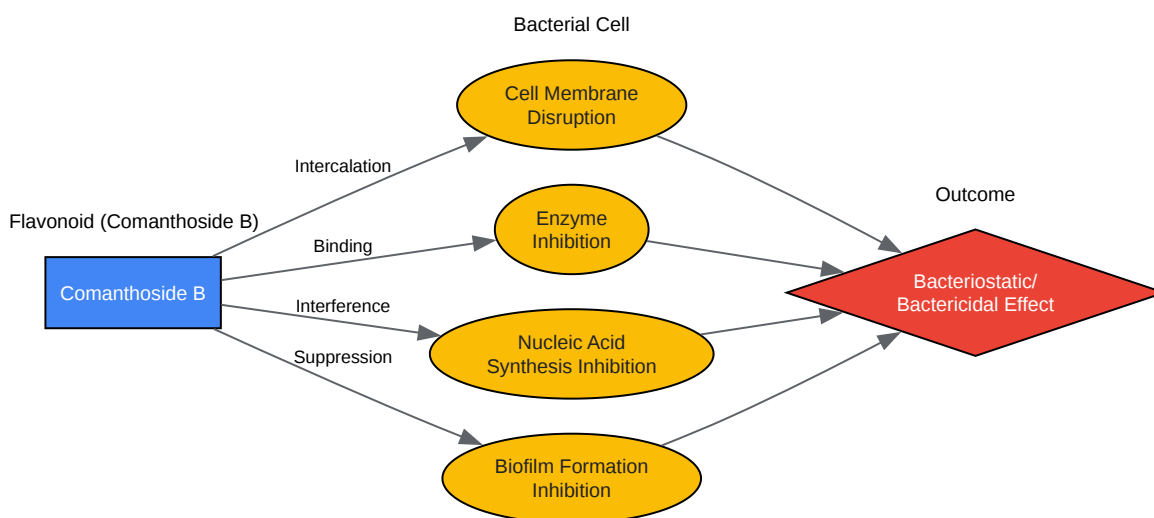 Bacterial Cell
Cell Membrane
Disruption
Intercalation
Outcome
Flavonoid (Comanthoside B)
Enzyme
Inhibition
Binding
Comanthoside B
Bacteriostatic/
Bactericidal Effect
Interference
Nucleic Acid
Synthesis Inhibition
Suppression
Biofilm Formation
Inhibition